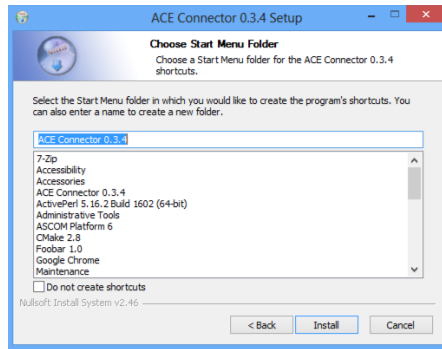 ACE Connector 0.3.4 Setup
Choose Start Menu Folder
Choose a Start Menu folder for the ACE Connector 0.3.4
shortcuts.
Select the Start Menu folder in which you would like to create the program's shortcuts. You
can also enter a name to create a new folder.
ACE Connector 0.3.4
7-Zip
Accessibility
Accessories
ACE Connector 0.3.4
ActivePerl 5.16.2 Build 1602 (64-bit)
Administrative Tools
ASCOM Platform 6
CMake 2.8
Foobar 1.0
Google Chrome
Maintenance
Do not create shortcuts
Nullsoft Install System v2.46
< Back Install Cancel